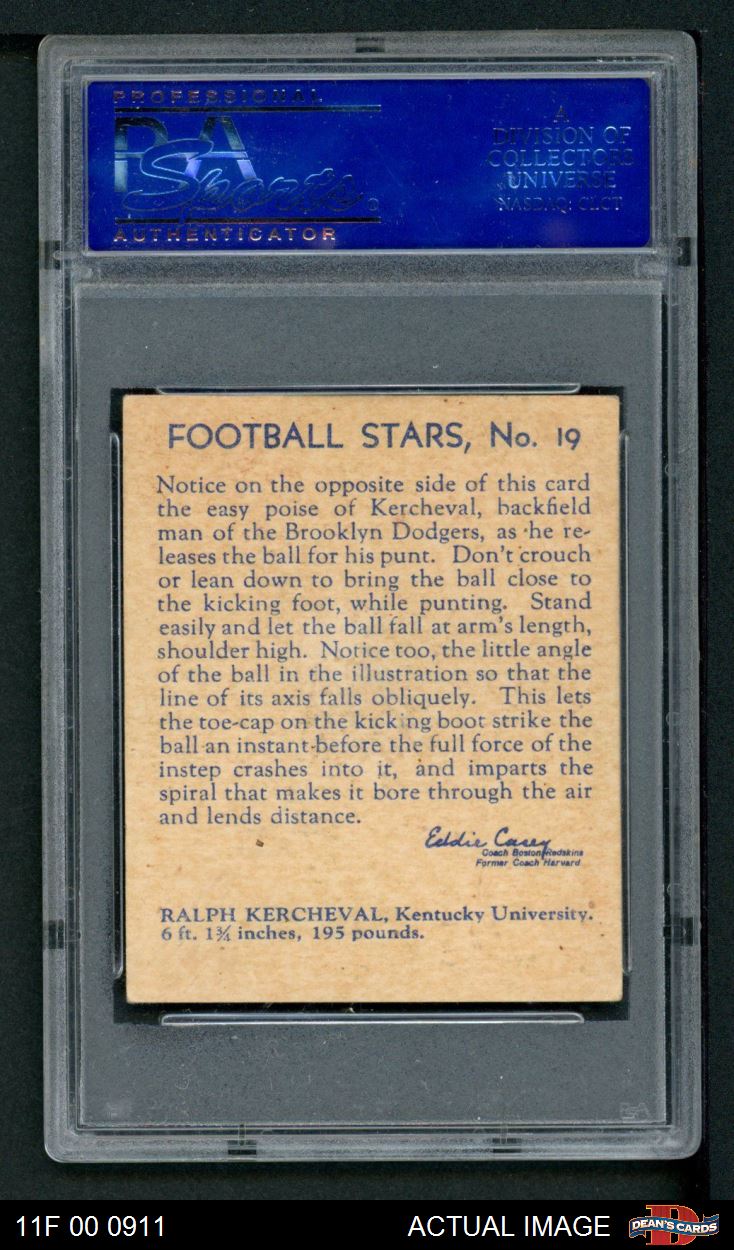 PROFESSIONAL
PSA
Sports
AUTHENTICATOR
A
DIVISION OF
COLLECTORS
UNIVERSE
NASDAQ: CLCT
FOOTBALL STARS, No. 19
Notice on the opposite side of this card
the easy poise of Kercheval, backfield
man of the Brooklyn Dodgers, as he re-
leases the ball for his punt. Don't crouch
or lean down to bring the ball close to
the kicking foot, while punting. Stand
easily and let the ball fall at arm's length,
shoulder high. Notice too, the little angle
of the ball in the illustration so that the
line of its axis falls obliquely. This lets
the toe-cap on the kicking boot strike the
ball an instant before the full force of the
instep crashes into it, and imparts the
spiral that makes it bore through the air
and lends distance.
Eddie Casey
Coach Boston Redskins
Former Coach Harvard
RALPH KERCHEVAL, Kentucky University.
6 ft. 1¾ inches, 195 pounds.
PSA
11F 00 0911
ACTUAL IMAGE
D
DEAN'S CARDS